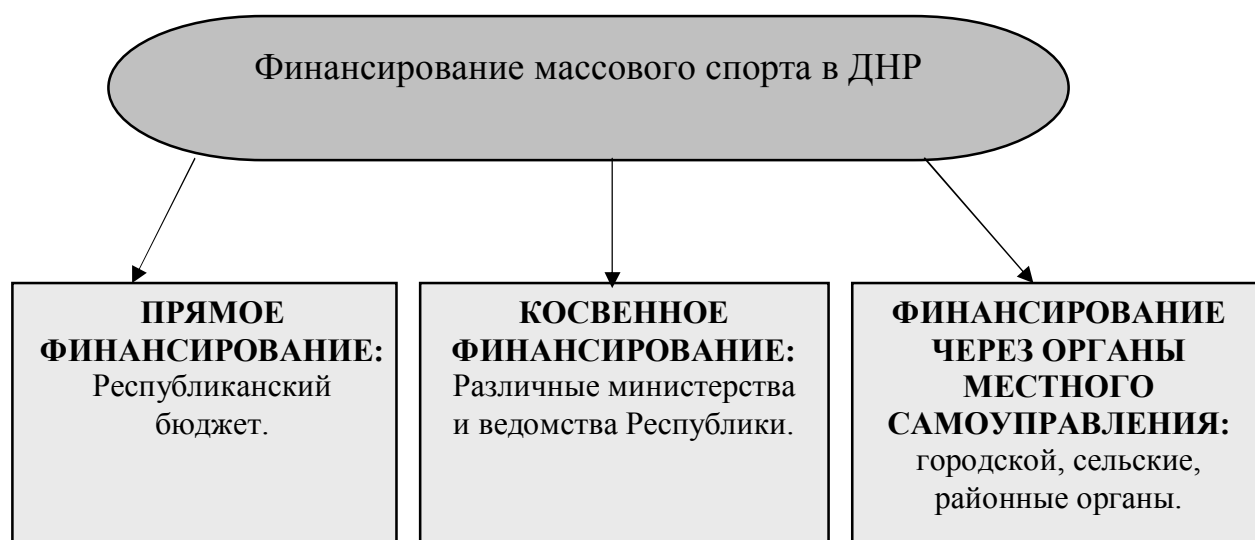 Финансирование массового спорта в ДНР
ПРЯМОЕ
ФИНАНСИРОВАНИЕ:
Республиканский
бюджет.
КОСВЕННОЕ
ФИНАНСИРОВАНИЕ:
Различные министерства
и ведомства Республики.
ФИНАНСИРОВАНИЕ
ЧЕРЕЗ ОРГАНЫ
МЕСТНОГО
САМОУПРАВЛЕНИЯ:
городской, сельские,
районные органы.